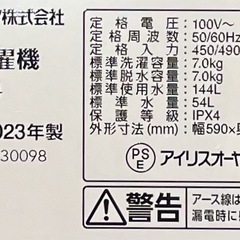 株式会社
濯機
2023年製
30098
定格電圧 100V～
定格周波数 50/60Hz
定格入力 450/490
標準洗濯容量 7.0kg
標準脱水容量 7.0kg
標準水量 144L
標準使用水量 54L
保護等級 IPX4
外形寸法(mm) 幅590×奥
PS
E
アイリスオーヤ
警告
アース線は
漏電時に